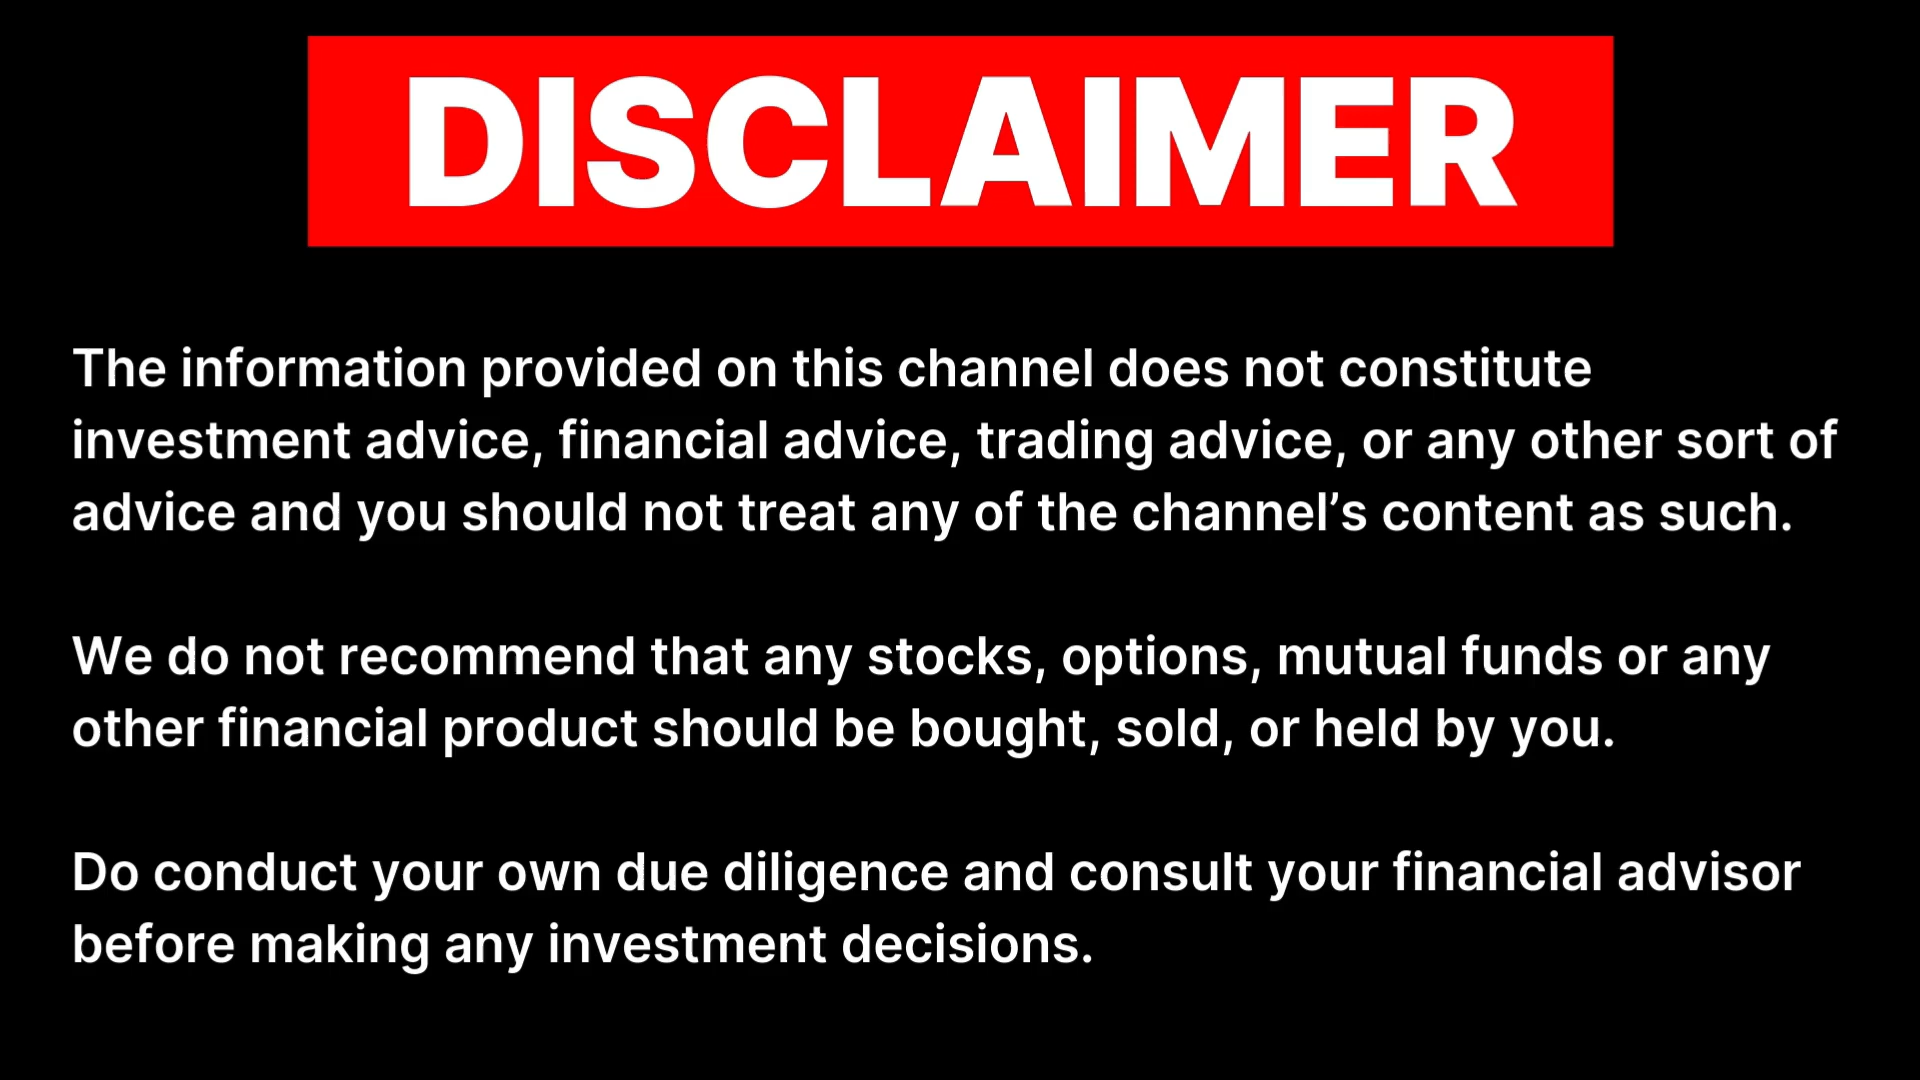 DISCLAIMER
The information provided on this channel does not constitute
investment advice, financial advice, trading advice, or any other sort of
advice and you should not treat any of the channel’s content as such.
We do not recommend that any stocks, options, mutual funds or any
other financial product should be bought, sold, or held by you.
Do conduct your own due diligence and consult your financial advisor
before making any investment decisions.